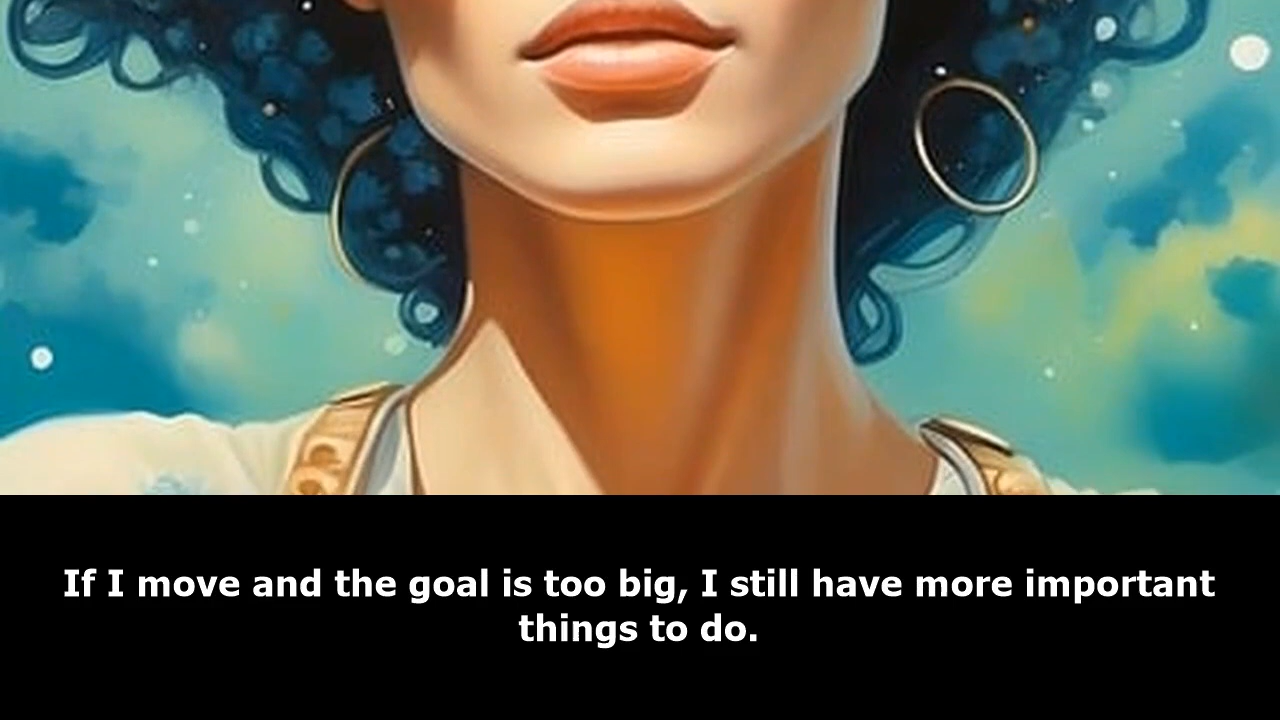 If I move and the goal is too big, I still have more important
things to do.